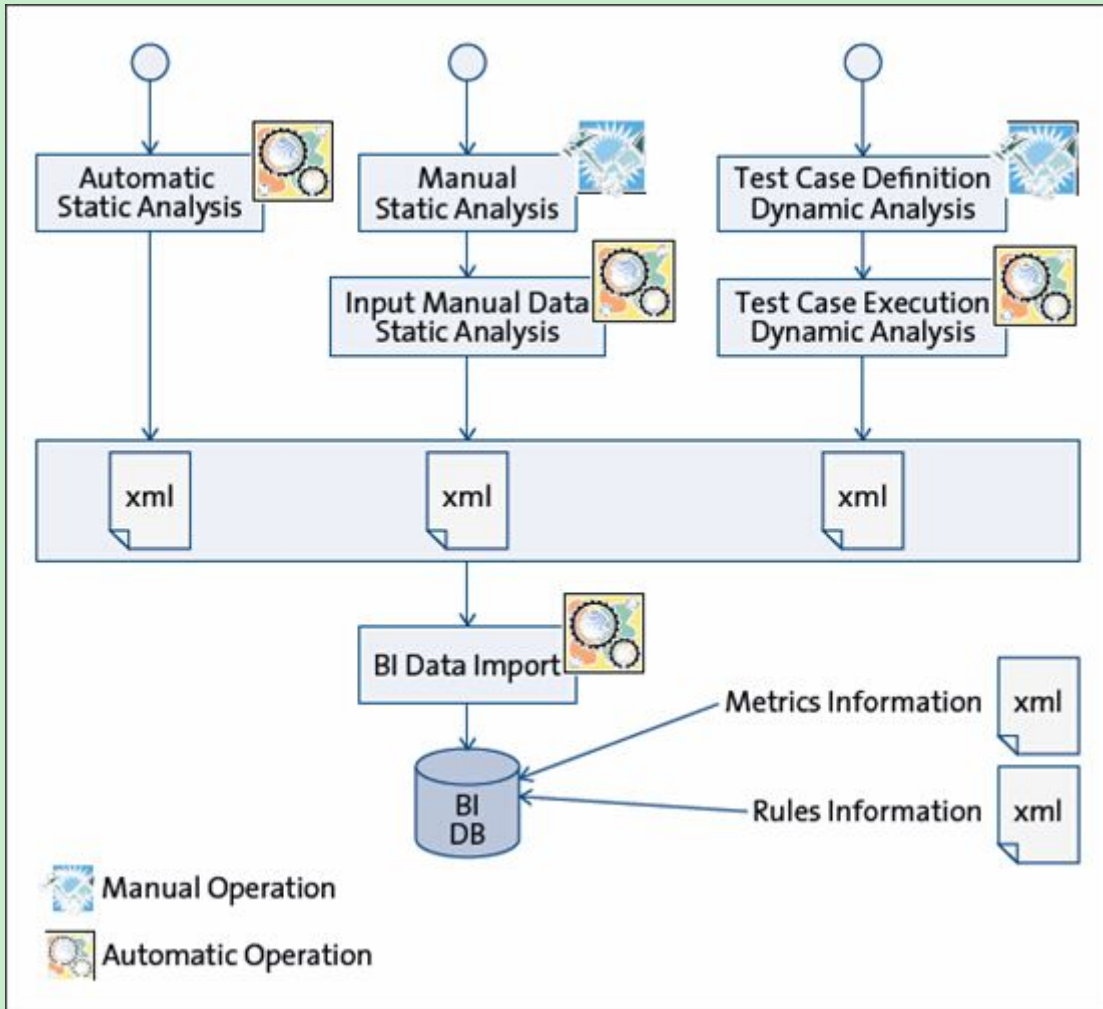 Automatic
Static Analysis
Manual
Static Analysis
Test Case Definition
Dynamic Analysis
Input Manual Data
Static Analysis
Test Case Execution
Dynamic Analysis
xml
xml
xml
BI Data Import
Metrics Information
xml
Rules Information
xml
BI
DB
Manual Operation
Automatic Operation